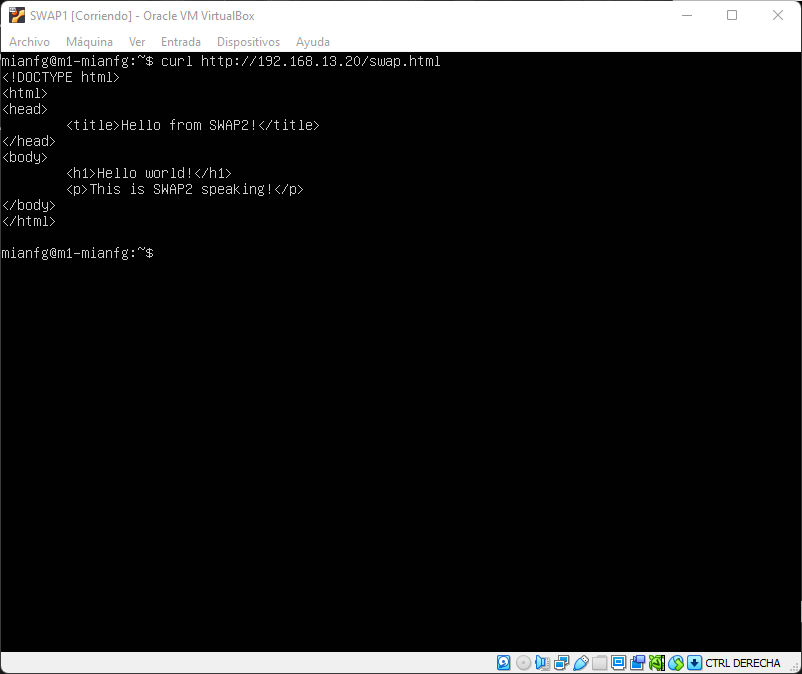 SWAP1 [Corriendo] - Oracle VM VirtualBox
Archivo Máquina Ver Entrada Dispositivos Ayuda
mianfg@m1-mianfg:~$ curl http://192.168.13.20/swap.html
<!DOCTYPE html>
<html>
<head>
<title>Hello from SWAP2!</title>
</head>
<body>
<h1>Hello world!</h1>
<p>This is SWAP2 speaking!</p>
</body>
</html>
mianfg@m1-mianfg:~$
CTRL DERECHA